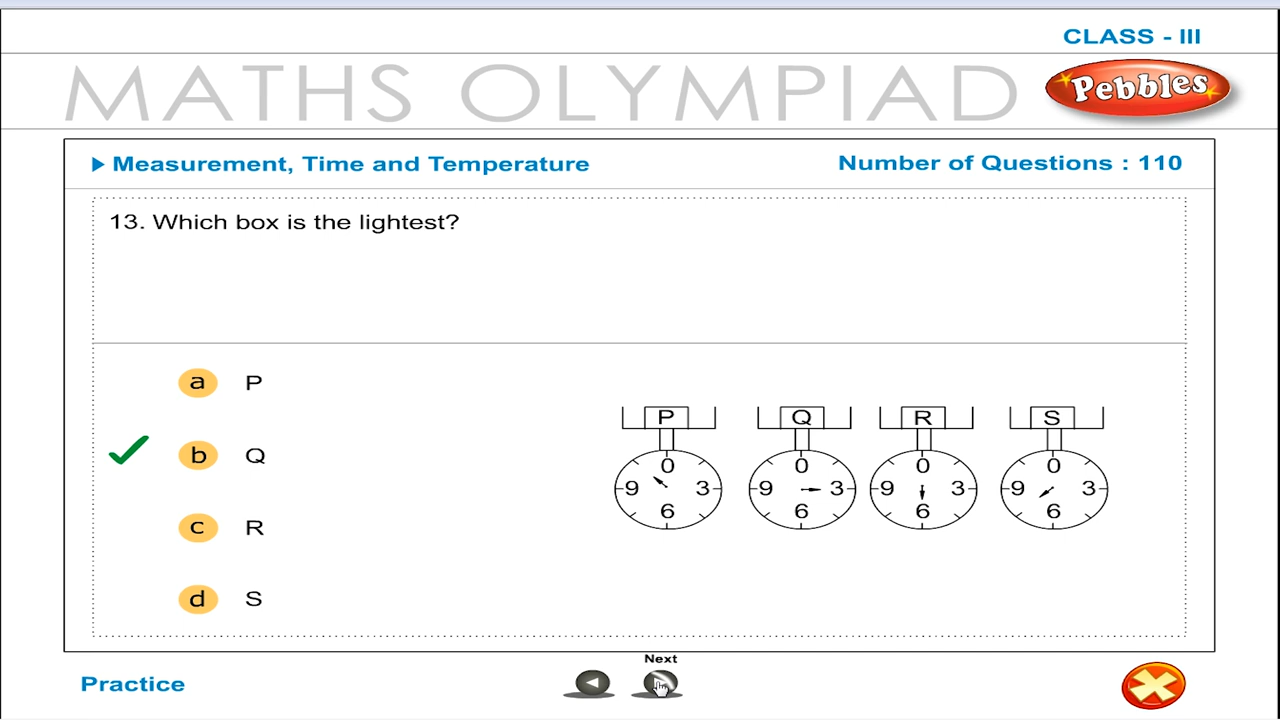 CLASS - III
MATHS OLYMPIAD
Pebbles
Measurement, Time and Temperature
Number of Questions : 110
13. Which box is the lightest?
a P
b Q
c R
d S
P Q R S
0 0 0 0
9 3 9 3 9 3 9 3
6 6 6 6
Next
Practice